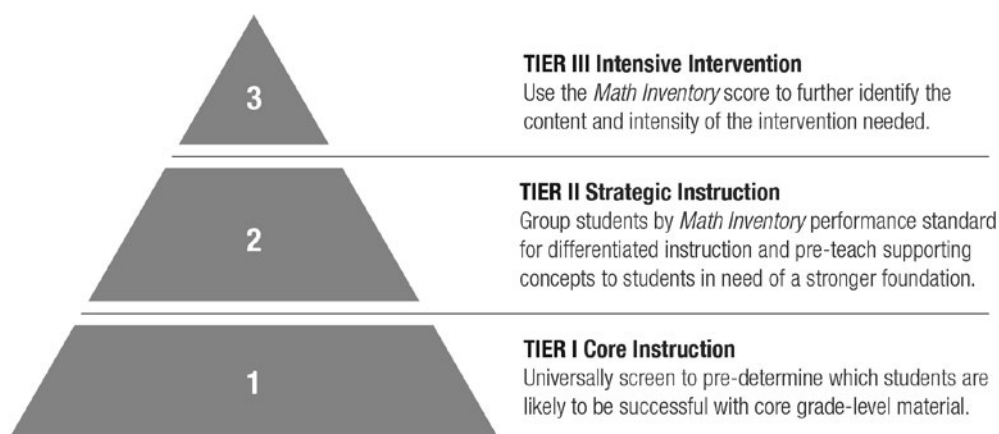 3
TIER III Intensive Intervention
Use the Math Inventory score to further identify the
content and intensity of the intervention needed.
2
TIER II Strategic Instruction
Group students by Math Inventory performance standard
for differentiated instruction and pre-teach supporting
concepts to students in need of a stronger foundation.
1
TIER I Core Instruction
Universally screen to pre-determine which students are
likely to be successful with core grade-level material.